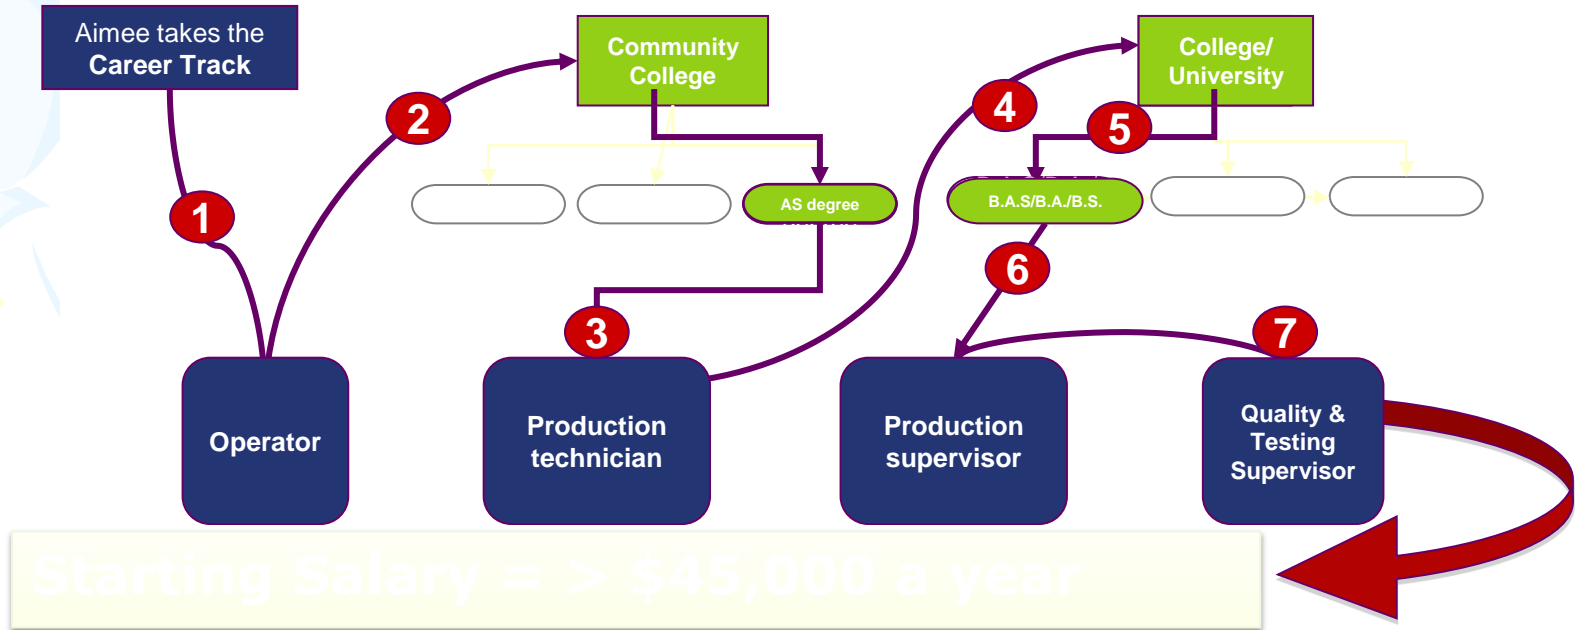 Aimee takes the
Career Track
Community
College
College/
University
1
2
3
4
5
6
7
AS degree
B.A.S/B.A./B.S.
Operator
Production
technician
Production
supervisor
Quality &
Testing
Supervisor
Starting Salary = > $45,000 a year